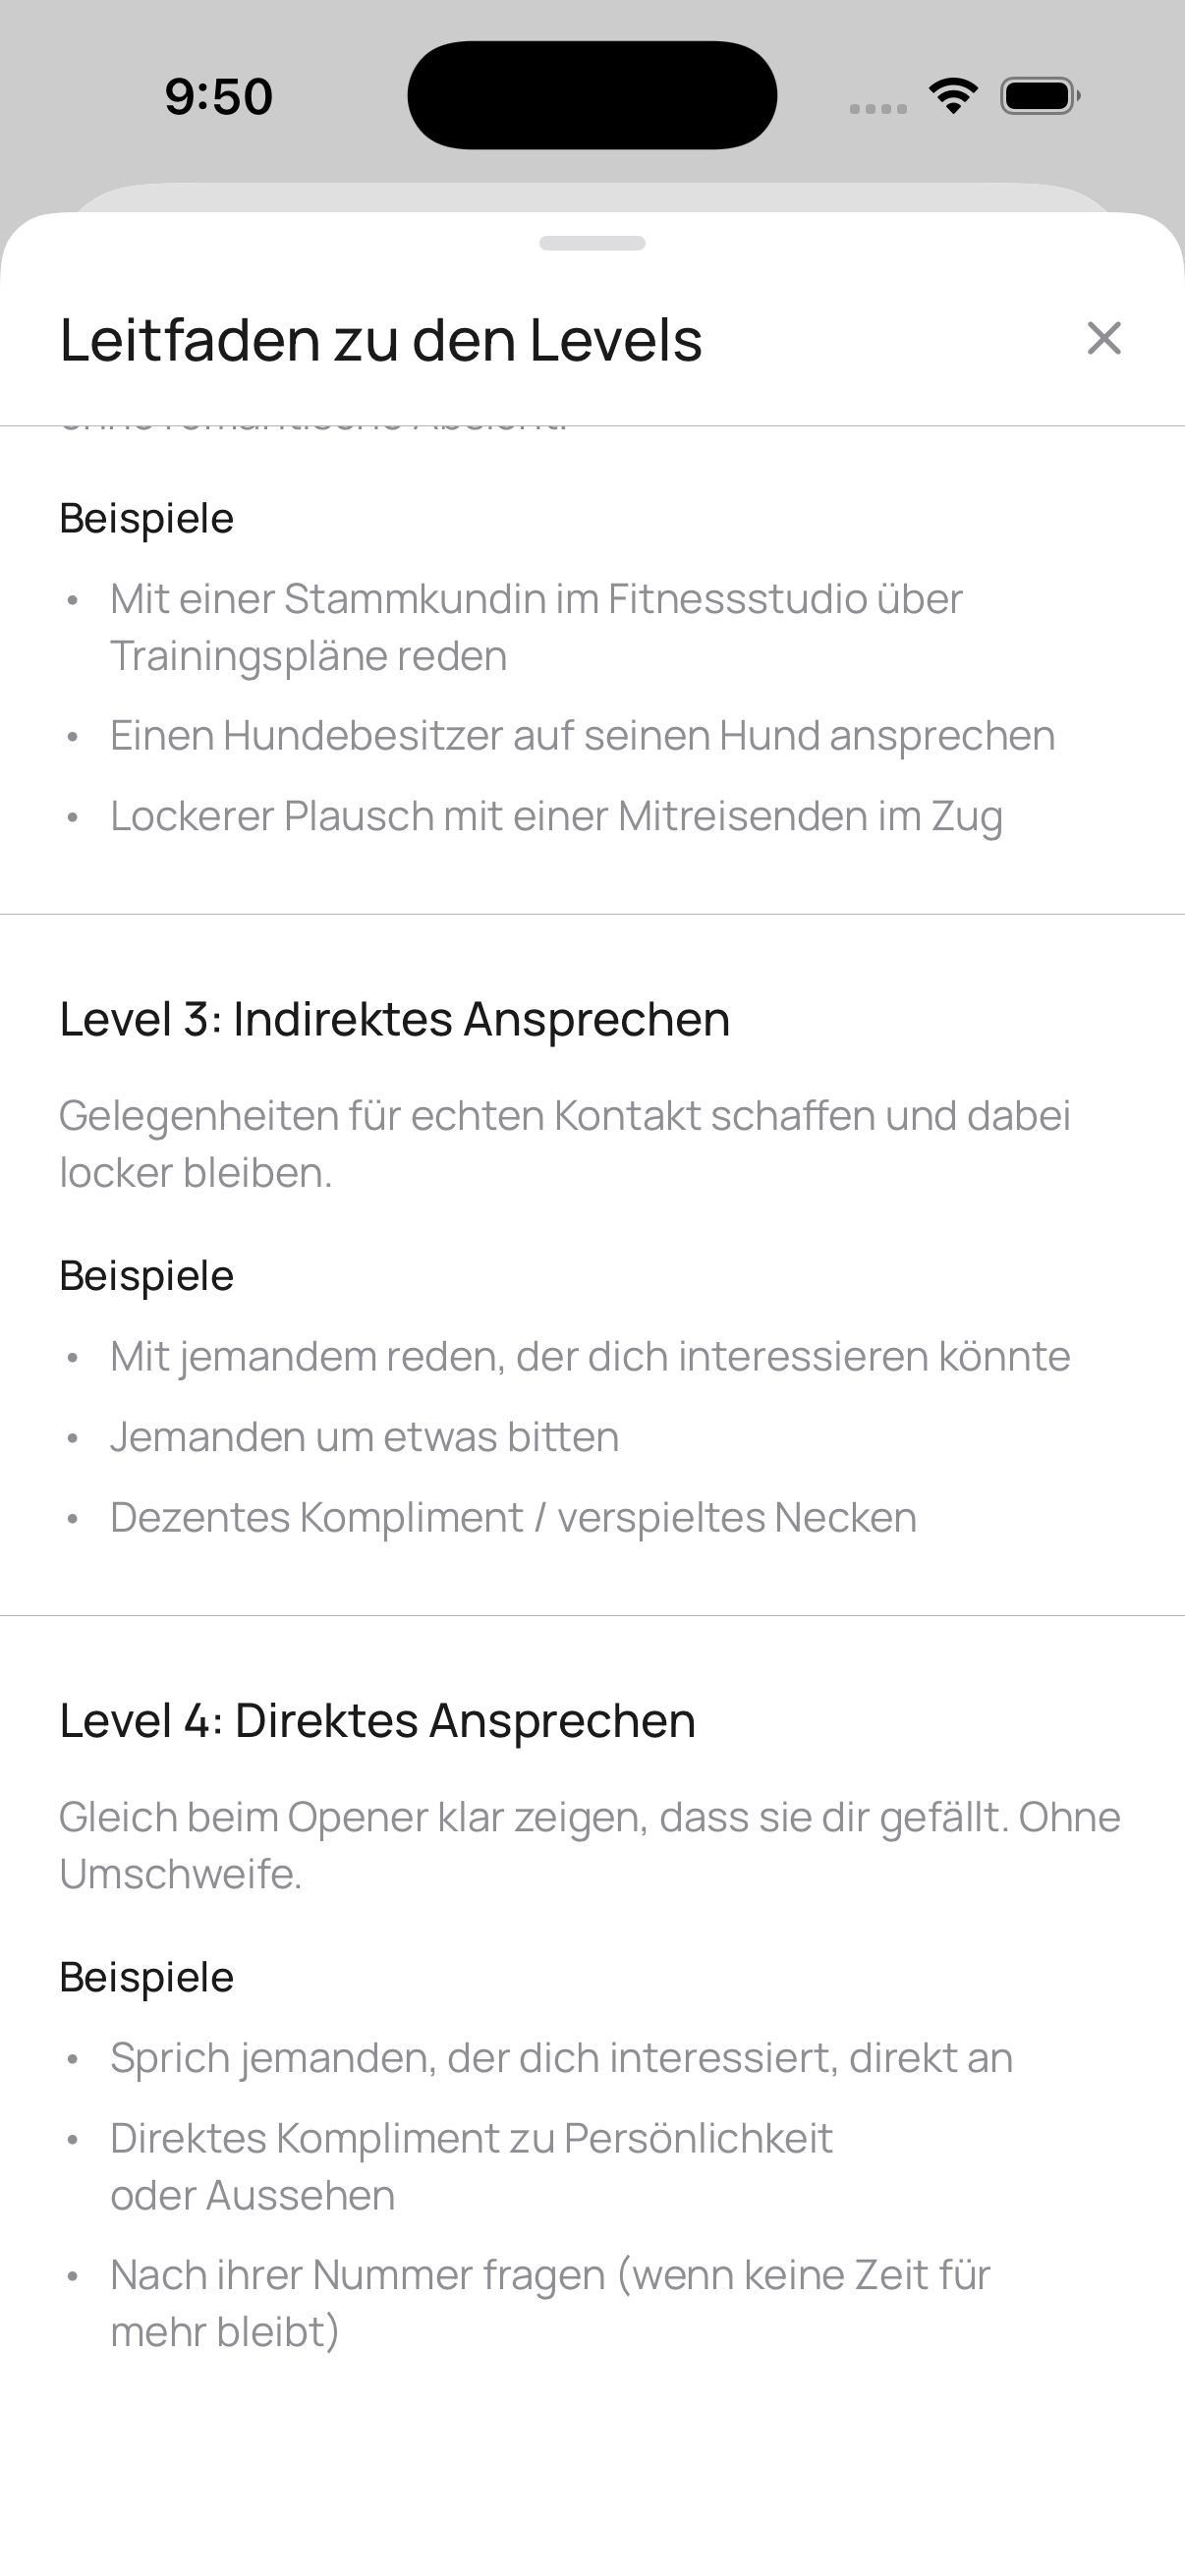 9:50
Leitfaden zu den Levels
Beispiele
• Mit einer Stammkundin im Fitnessstudio über
Trainingspläne reden
• Einen Hundebesitzer auf seinen Hund ansprechen
• Lockerer Plausch mit einer Mitreisenden im Zug
Level 3: Indirektes Ansprechen
Gelegenheiten für echten Kontakt schaffen und dabei
locker bleiben.
Beispiele
• Mit jemandem reden, der dich interessieren könnte
• Jemanden um etwas bitten
• Dezentes Kompliment / verspieltes Necken
Level 4: Direktes Ansprechen
Gleich beim Opener klar zeigen, dass sie dir gefällt. Ohne
Umschweife.
Beispiele
• Sprich jemanden, der dich interessiert, direkt an
• Direktes Kompliment zu Persönlichkeit
oder Aussehen
• Nach ihrer Nummer fragen (wenn keine Zeit für
mehr bleibt)